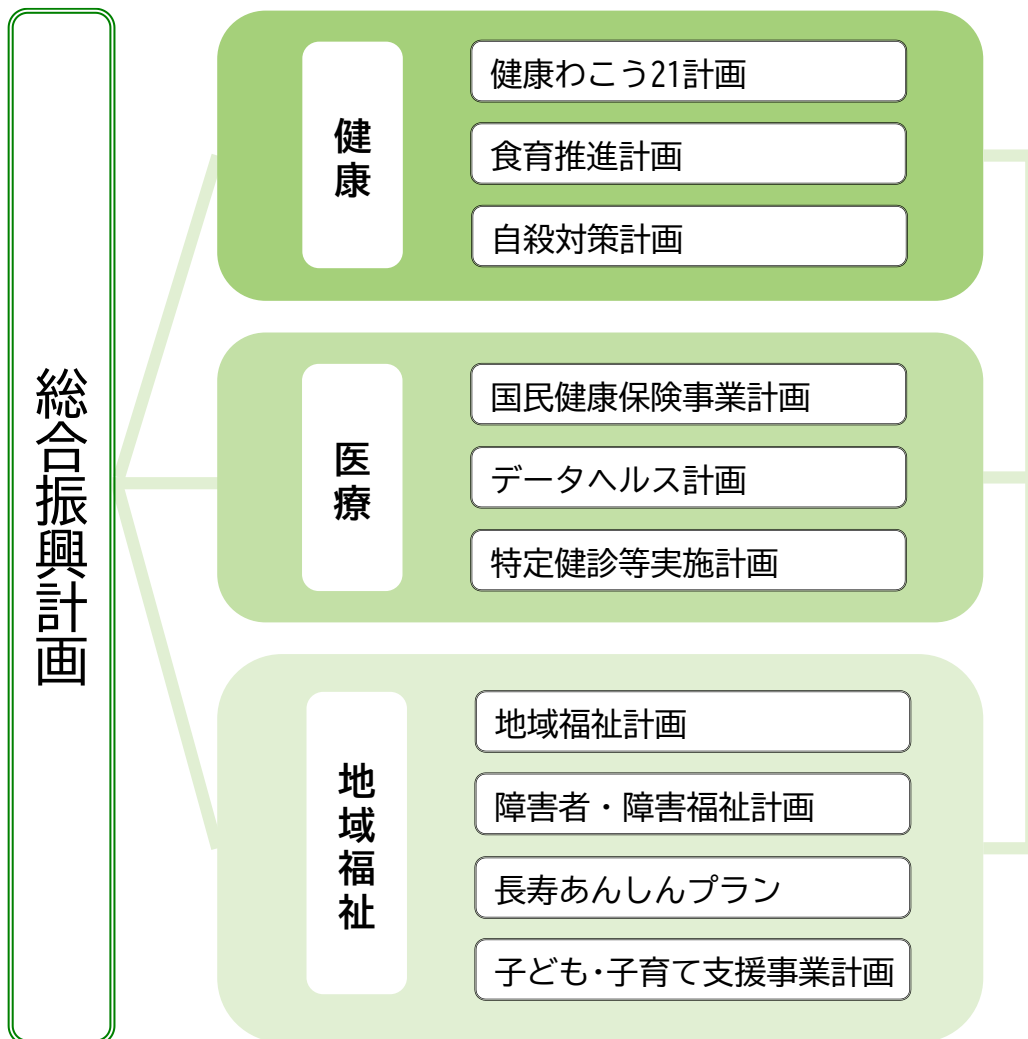 総合振興計画
健康
健康わこう21計画
食育推進計画
自殺対策計画
医療
国民健康保険事業計画
データヘルス計画
特定健診等実施計画
地域福祉
地域福祉計画
障害者・障害福祉計画
長寿あんしんプラン
子ども・子育て支援事業計画